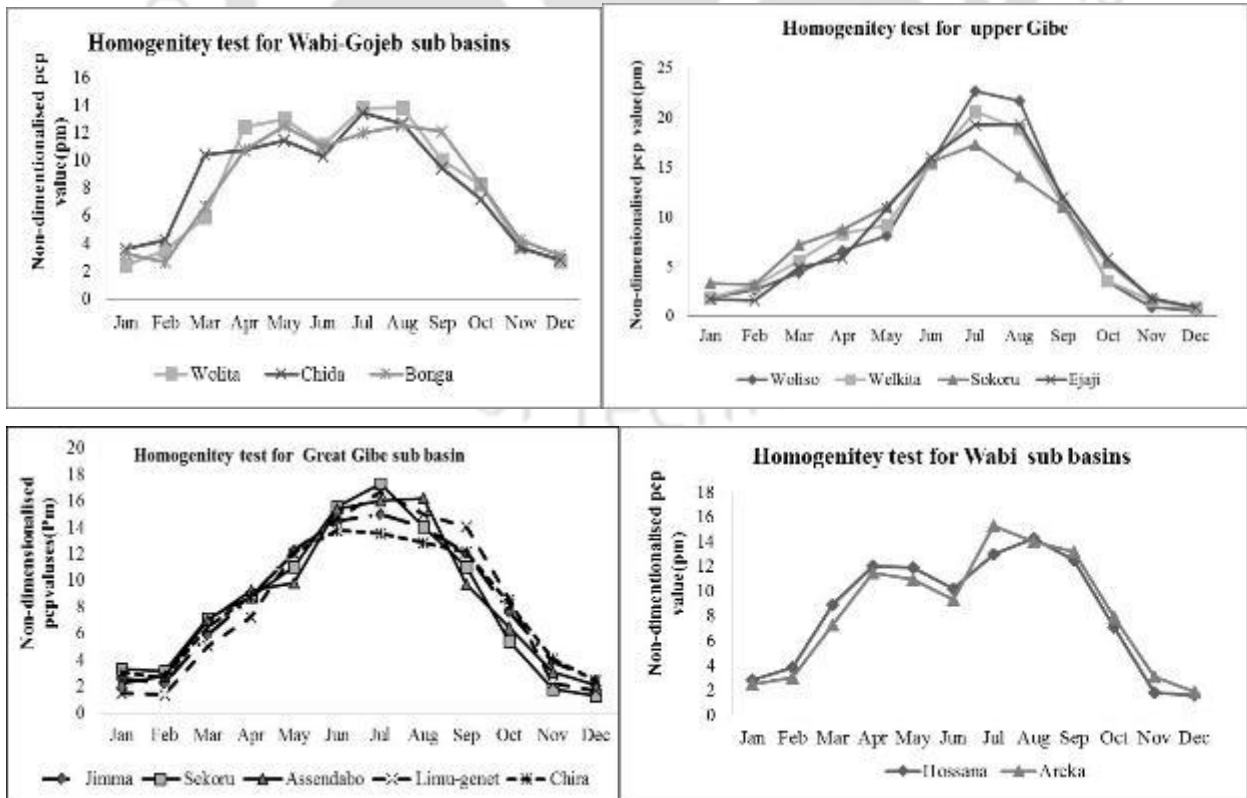 Homogenitey test for Wabi-Gojeb sub basins
Non-dimentionalised pcp
value(pm)
16
14
12
10
8
6
4
2
0
Jan Feb Mar Apr May Jun Jul Aug Sep Oct Nov Dec
Wolita Chida Bonga
Homogenitey test for upper Gibe
Non-dimensionalised pcp value(pm)
25
20
15
10
5
0
Jan Feb Mar Apr May Jun Jul Aug Sep Oct Nov Dec
Woliso Welkita Sokoru Ejaji
Homogenitey test for Great Gibe sub basin
Non-dimensionalised
pcpvaluses(Pm)
20
18
16
14
12
10
8
6
4
2
0
Jan Feb Mar Apr May Jun Jul Aug Sep Oct Nov Dec
Jimma Sekoru Assendabo Limu-genet Chira
Homogenitey test for Wabi sub basins
Non-dimentionalised pcp
value(pm)
18
16
14
12
10
8
6
4
2
0
Jan Feb Mar Apr May Jun Jul Aug Sep Oct Nov Dec
Hossana Areka